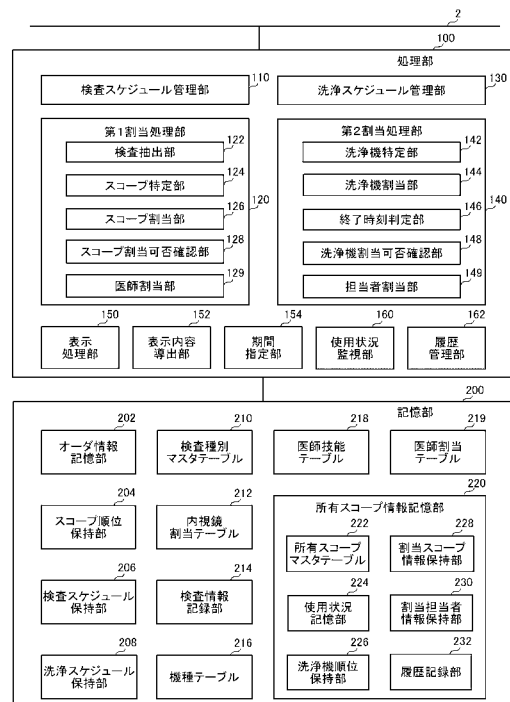 2
100
処理部
110
検査スケジュール管理部
130
洗浄スケジュール管理部
第1割当処理部
122
検査抽出部
124
スコープ特定部
126
スコープ割当部
128
スコープ割当可否確認部
129
医師割当部
120
第2割当処理部
142
洗浄機特定部
144
洗浄機割当部
146
終了時刻判定部
148
洗浄機割当可否確認部
149
担当者割当部
140
150
表示
処理部
152
表示内容
導出部
154
期間
指定部
160
使用状況
監視部
162
履歴
管理部
200
記憶部
202
オーダ情報
記憶部
210
検査種別
マスタテーブル
218
医師技能
テーブル
219
医師割当
テーブル
204
スコープ順位
保持部
212
内視鏡
割当テーブル
206
検査スケジュール
保持部
214
検査情報
記録部
208
洗浄スケジュール
保持部
216
機種テーブル
220
所有スコープ情報記憶部
222
所有スコープ
マスタテーブル
228
割当スコープ
情報保持部
224
使用状況
記憶部
230
割当担当者
情報保持部
226
洗浄機順位
保持部
232
履歴記録部